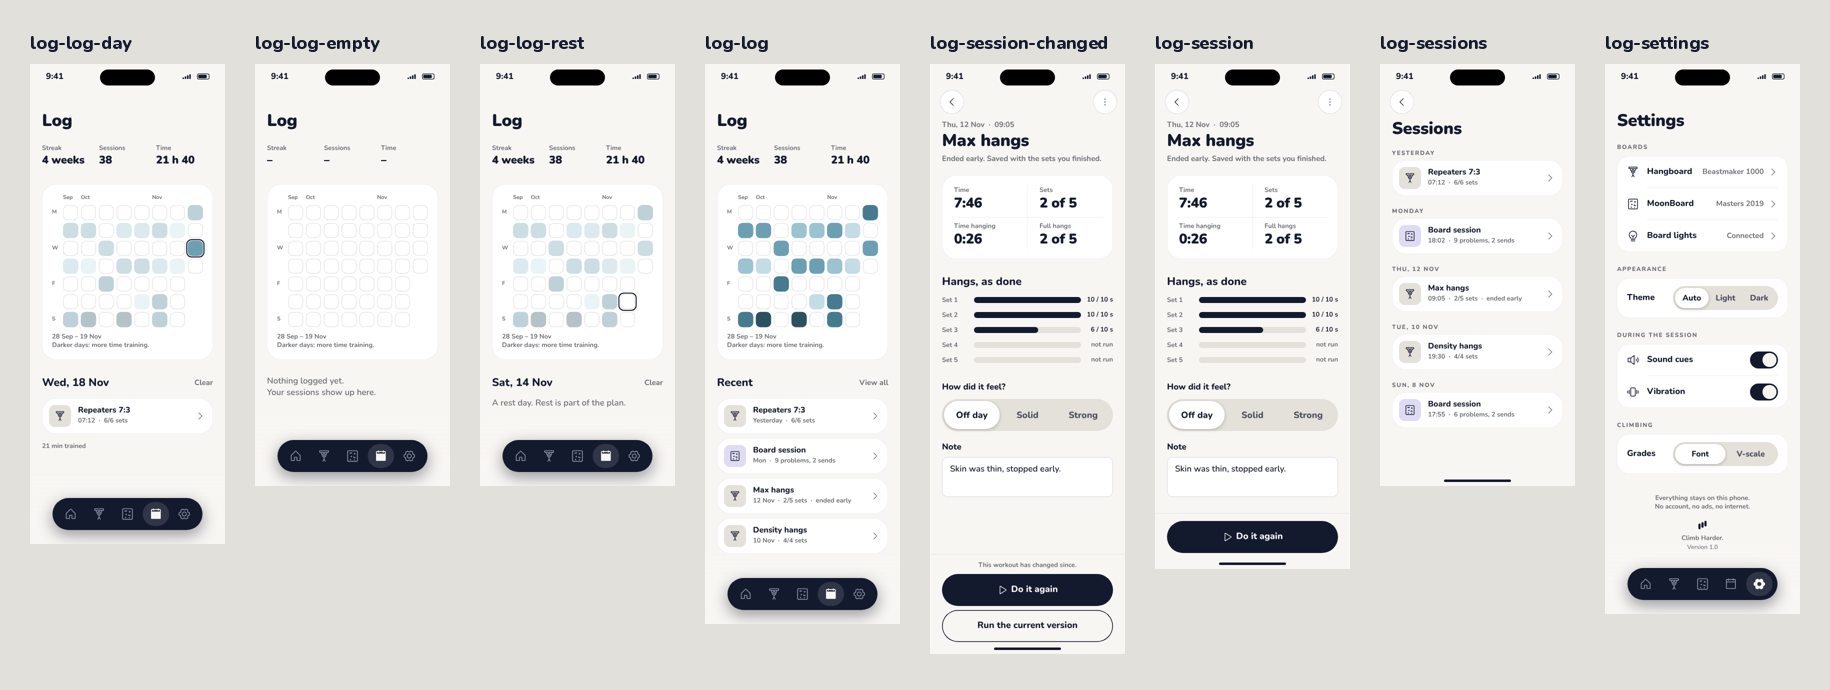 log-log-day
9:41
Log
Streak Sessions Time
4 weeks 38 21 h 40
Sep Oct Nov
M
W
F
S
28 Sep – 19 Nov
Darker days: more time training.
Wed, 18 Nov Clear
Repeaters 7:3
07:12 · 6/6 sets
21 min trained
log-log-empty
9:41
Log
Streak Sessions Time
– – –
Sep Oct Nov
M
W
F
S
28 Sep – 19 Nov
Darker days: more time training.
Nothing logged yet.
Your sessions show up here.
log-log-rest
9:41
Log
Streak Sessions Time
4 weeks 38 21 h 40
Sep Oct Nov
M
W
F
S
28 Sep – 19 Nov
Darker days: more time training.
Sat, 14 Nov Clear
A rest day. Rest is part of the plan.
log-log
9:41
Log
Streak Sessions Time
4 weeks 38 21 h 40
Sep Oct Nov
M
W
F
S
28 Sep – 19 Nov
Darker days: more time training.
Recent View all
Repeaters 7:3
Yesterday · 6/6 sets
Board session
Mon · 9 problems, 2 sends
Max hangs
12 Nov · 2/5 sets · ended early
Density hangs
10 Nov · 4/4 sets
log-session-changed
9:41
Thu, 12 Nov · 09:05
Max hangs
Ended early. Saved with the sets you finished.
Time Sets
7:46 2 of 5
Time hanging Full hangs
0:26 2 of 5
Hangs, as done
Set 1 10 / 10 s
Set 2 10 / 10 s
Set 3 6 / 10 s
Set 4 not run
Set 5 not run
How did it feel?
Off day Solid Strong
Note
Skin was thin, stopped early.
This workout has changed since.
Do it again
Run the current version
log-session
9:41
Thu, 12 Nov · 09:05
Max hangs
Ended early. Saved with the sets you finished.
Time Sets
7:46 2 of 5
Time hanging Full hangs
0:26 2 of 5
Hangs, as done
Set 1 10 / 10 s
Set 2 10 / 10 s
Set 3 6 / 10 s
Set 4 not run
Set 5 not run
How did it feel?
Off day Solid Strong
Note
Skin was thin, stopped early.
Do it again
log-sessions
9:41
Sessions
YESTERDAY
Repeaters 7:3
07:12 · 6/6 sets
MONDAY
Board session
18:02 · 9 problems, 2 sends
THU, 12 NOV
Max hangs
09:05 · 2/5 sets · ended early
TUE, 10 NOV
Density hangs
19:30 · 4/4 sets
SUN, 8 NOV
Board session
17:55 · 6 problems, 2 sends
log-settings
9:41
Settings
BOARDS
Hangboard Beastmaker 1000
MoonBoard Masters 2019
Board lights Connected
APPEARANCE
Theme Auto Light Dark
DURING THE SESSION
Sound cues
Vibration
CLIMBING
Grades Font V-scale
Everything stays on this phone.
No account, no ads, no internet.
Climb Harder.
Version 1.0